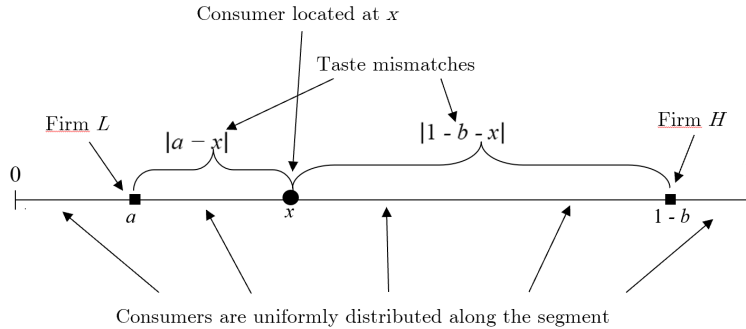 Consumer located at x
Taste mismatches
Firm L
|a − x|
|1 - b - x|
Firm H
0
a
x
1 - b
Consumers are uniformly distributed along the segment